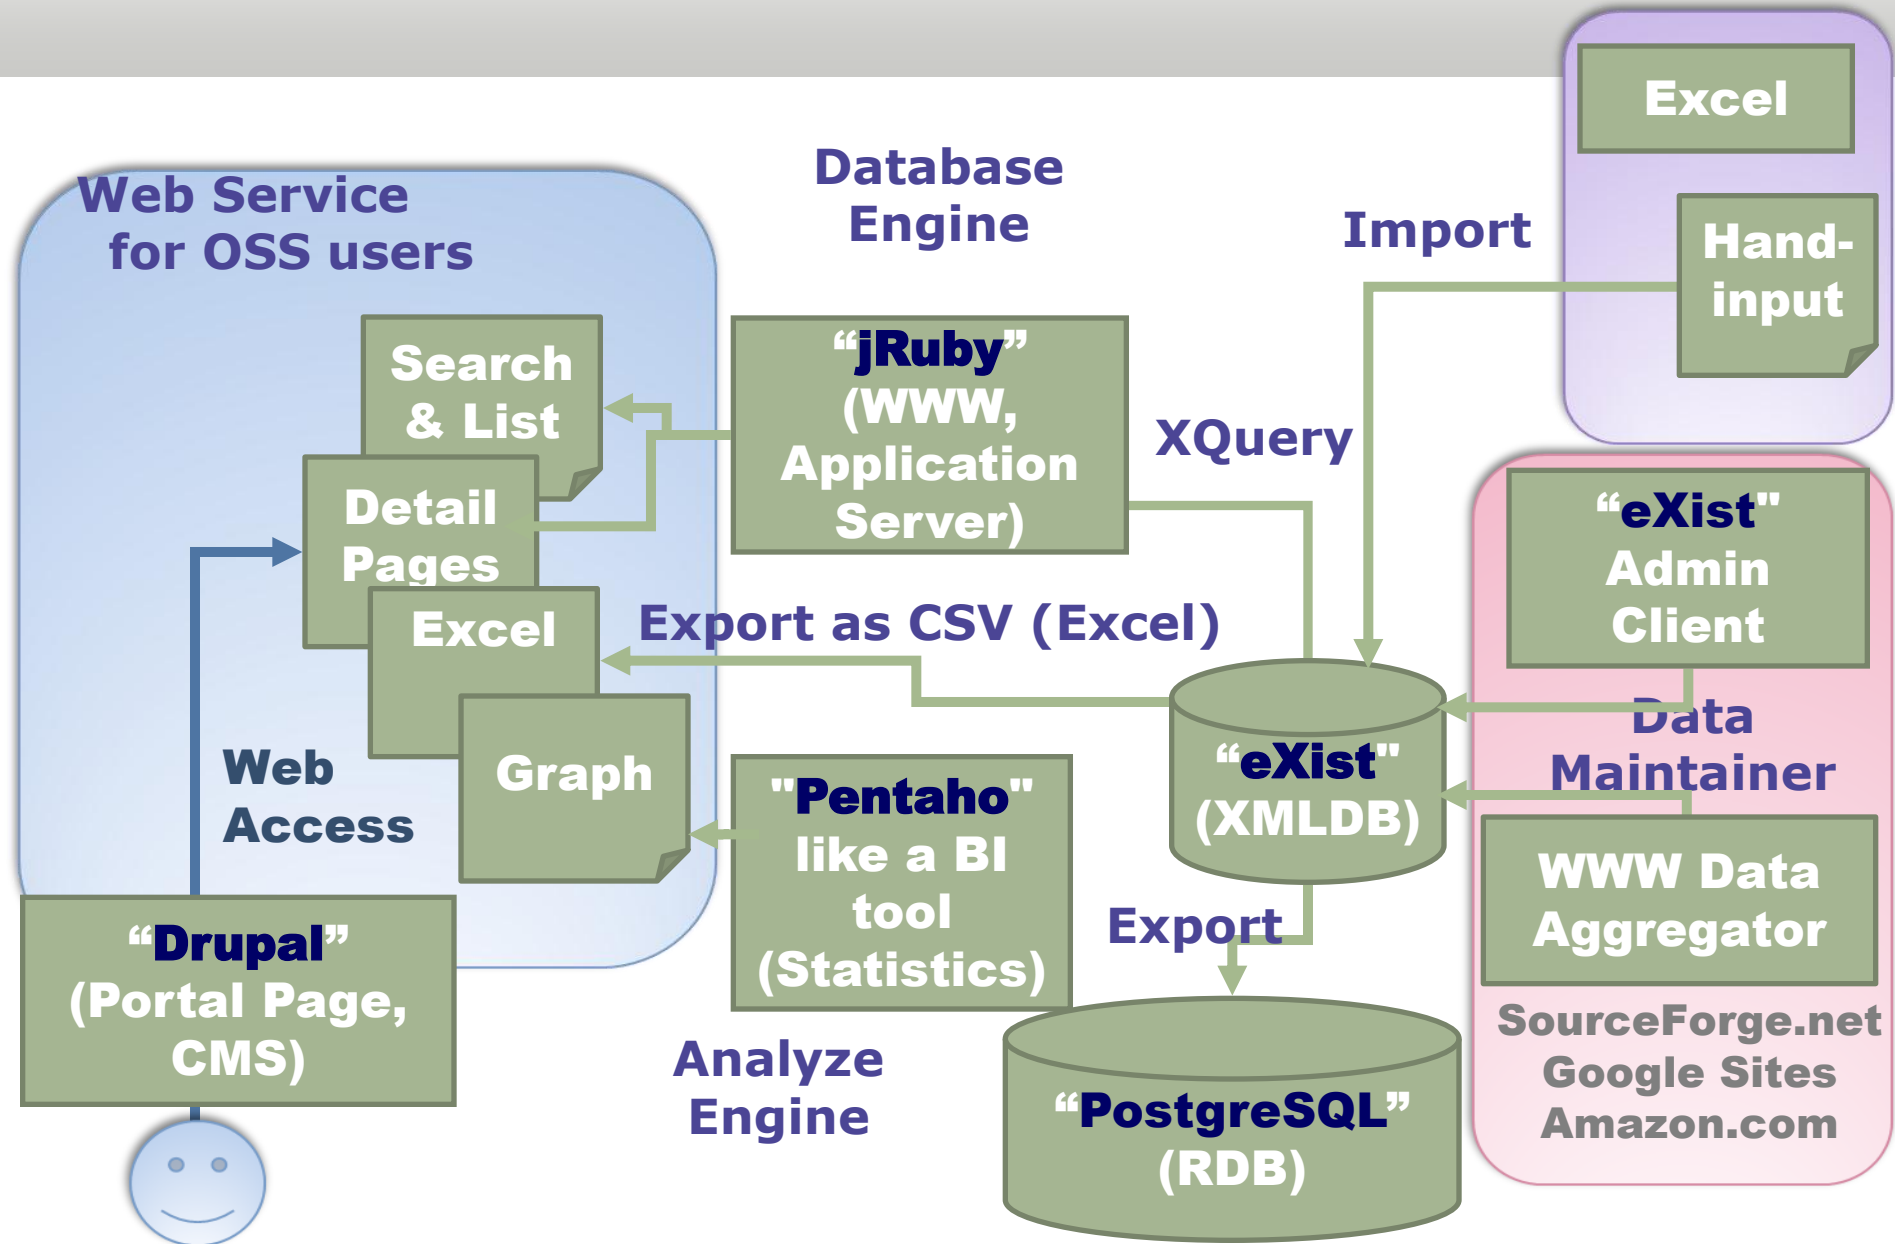 Excel
Hand-
input
Import
Web Service
for OSS users
Database
Engine
Search
& List
Detail
Pages
Excel
Graph
Web
Access
“Drupal”
(Portal Page,
CMS)
“jRuby”
(WWW,
Application
Server)
XQuery
Export as CSV (Excel)
"Pentaho"
like a BI
tool
(Statistics)
Analyze
Engine
“eXist"
(XMLDB)
Export
“PostgreSQL”
(RDB)
“eXist"
Admin
Client
Data
Maintainer
WWW Data
Aggregator
SourceForge.net
Google Sites
Amazon.com